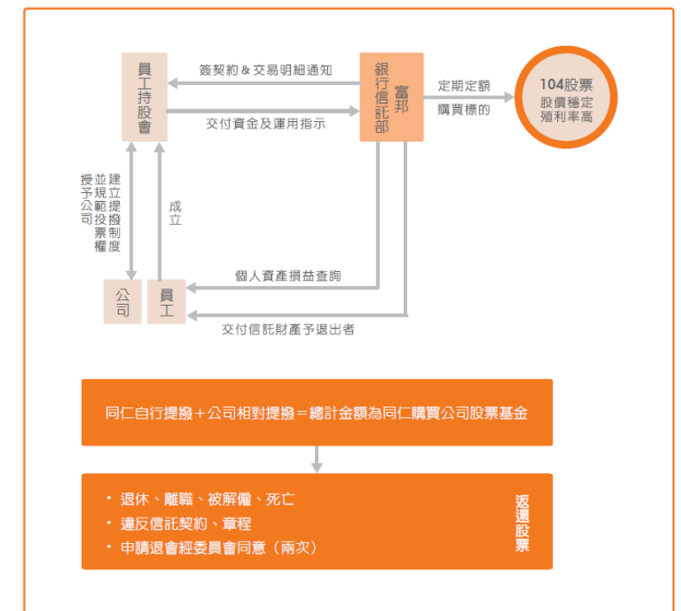 員工持股會
簽契約＆交易明細通知
交付資金及運用指示
富邦
銀行信託部
定期定額
購買標的
104股票
股價穩定
殖利率高
建立提撥制度
並規範投票權
授予公司
成立
公司
員工
個人資產損益查詢
交付信託財產予退出者
同仁自行提撥＋公司相對提撥＝總計金額為同仁購買公司股票基金
・退休、離職、被解僱、死亡
・違反信託契約、章程
・申請退會經委員會同意（兩次）
返還股票